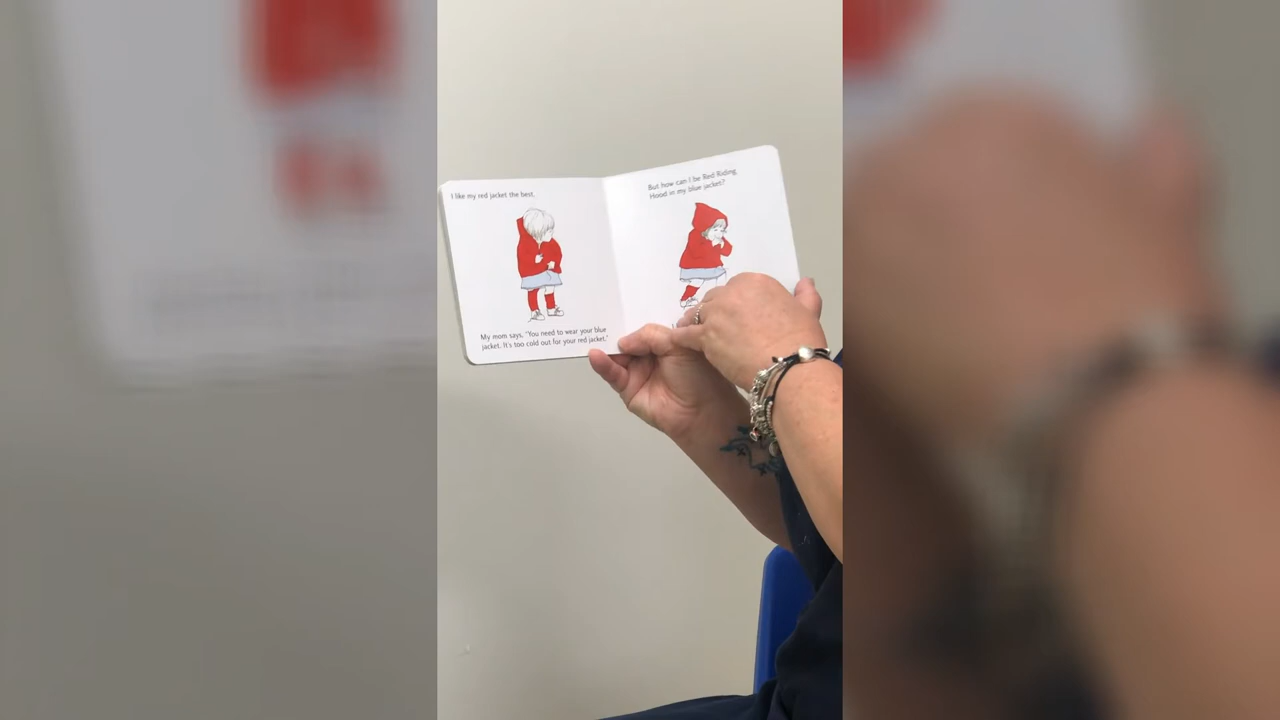 I like my red jacket the best.
My mom says, "You need to wear your blue
jacket. It's too cold out for your red jacket."
But how can I be Red Riding
Hood in my blue jacket?